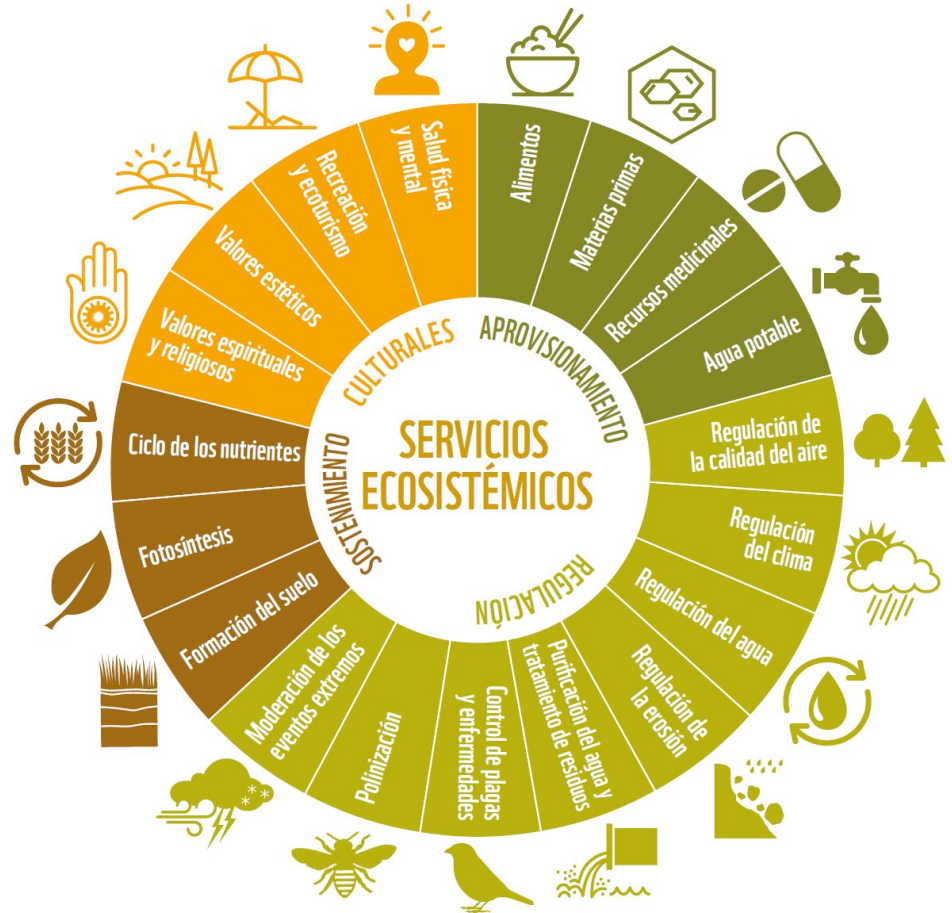 SERVICIOS
ECOSISTÉMICOS
APROVISIONAMIENTO
Alimentos
Materias primas
Recursos medicinales
Agua potable
REGULACIÓN
Regulación de
la calidad del aire
Regulación
del clima
Regulación del agua
Regulación de
la erosión
Purificación del agua y
tratamiento de residuos
Control de plagas
y enfermedades
Polinización
Moderación de los
eventos extremos
SOSTENIMIENTO
Formación del suelo
Fotosíntesis
Ciclo de los nutrientes
CULTURALES
Valores espirituales
y religiosos
Valores estéticos
Recreación
y ecoturismo
Salud física
y mental